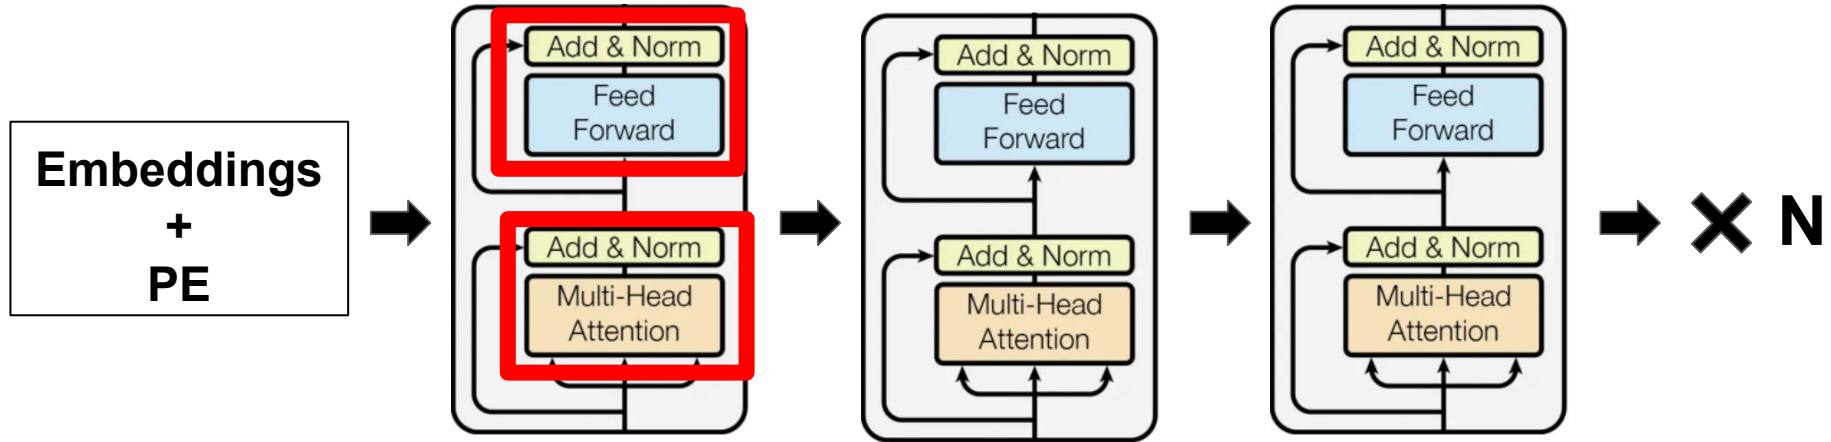 Embeddings
+
PE
Add & Norm
Feed
Forward
Add & Norm
Multi-Head
Attention
Add & Norm
Feed
Forward
Add & Norm
Multi-Head
Attention
Add & Norm
Feed
Forward
Add & Norm
Multi-Head
Attention
× N